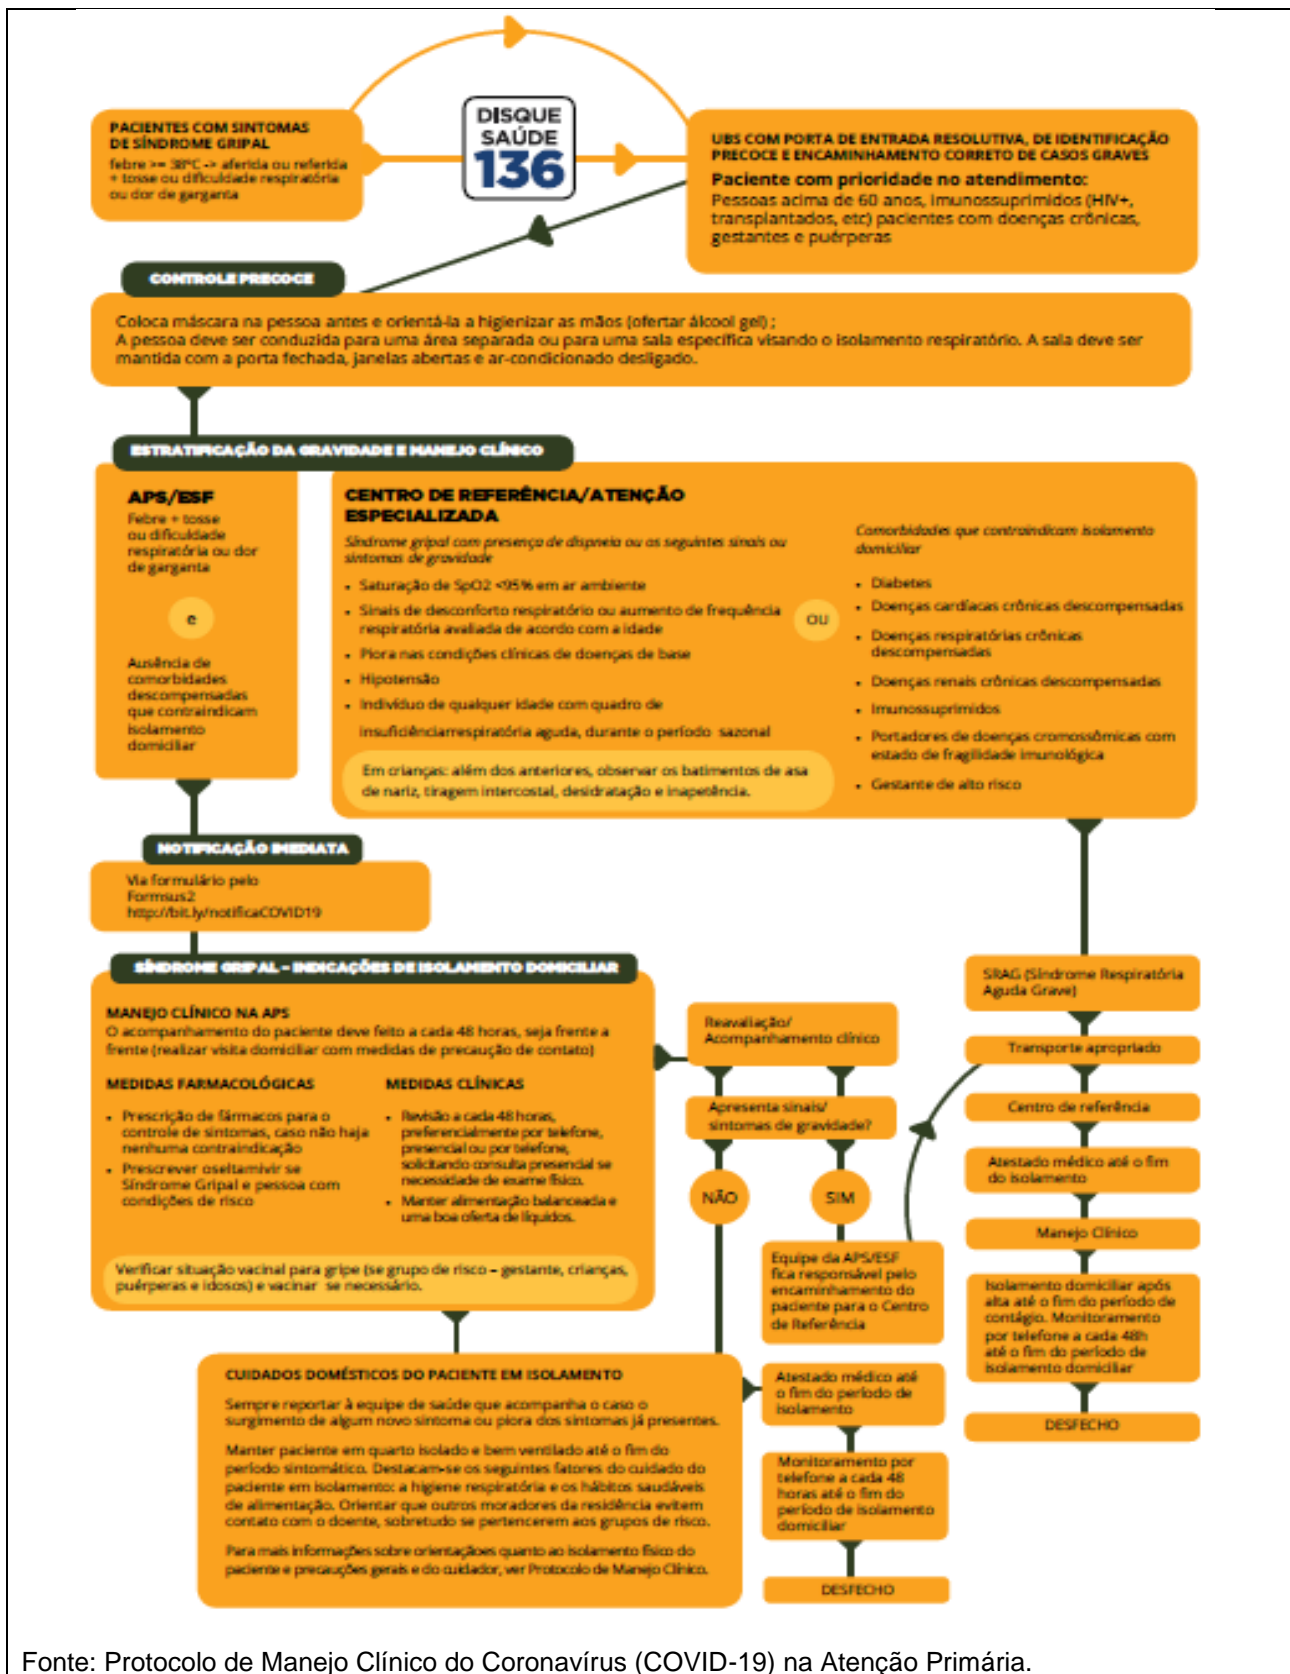 PACIENTES COM SINTOMAS
DE SÍNDROME GRIPAL
febre >= 38ºC -> aferida ou referida
+ tosse ou dificuldade respiratória
ou dor de garganta
DISQUE
SAÚDE
136
UBS COM PORTA DE ENTRADA RESOLUTIVA, DE IDENTIFICAÇÃO
PRECOCE E ENCAMINHAMENTO CORRETO DE CASOS GRAVES
Paciente com prioridade no atendimento:
Pessoas acima de 60 anos, imunossuprimidos (HIV+,
transplantados, etc) pacientes com doenças crônicas,
gestantes e puérperas
CONTROLE PRECOCE
Coloca máscara na pessoa antes e orientá-la a higienizar as mãos (ofertar álcool gel) ;
A pessoa deve ser conduzida para uma área separada ou para uma sala específica visando o isolamento respiratório. A sala deve ser
mantida com a porta fechada, janelas abertas e ar-condicionado desligado.
ESTRATIFICAÇÃO DA GRAVIDADE E MANEJO CLÍNICO
APS/ESF
Febre + tosse
ou dificuldade
respiratória ou dor
de garganta
e
Ausência de
comorbidades
descompensadas
que contraindicam
isolamento
domiciliar
CENTRO DE REFERÊNCIA/ATENÇÃO
ESPECIALIZADA
Síndrome gripal com presença de dispneia ou os seguintes sinais ou
sintomas de gravidade
• Saturação de SpO2 <95% em ar ambiente
• Sinais de desconforto respiratório ou aumento de frequência
respiratória avaliada de acordo com a idade
• Piora nas condições clínicas de doenças de base
• Hipotensão
• Indivíduo de qualquer idade com quadro de
insuficiênciarrespiratória aguda, durante o período sazonal
Em crianças: além dos anteriores, observar os batimentos de asa
de nariz, tiragem intercostal, desidratação e inapetência.
OU
Comorbidades que contraindicam isolamento
domiciliar
• Diabetes
• Doenças cardíacas crônicas descompensadas
• Doenças respiratórias crônicas
descompensadas
• Doenças renais crônicas descompensadas
• Imunossuprimidos
• Portadores de doenças cromossômicas com
estado de fragilidade imunológica
• Gestante de alto risco
NOTIFICAÇÃO IMEDIATA
Via formulário pelo
Formsus2
http://bit.ly/notificaCOVID19
SÍNDROME GRIPAL – INDICAÇÕES DE ISOLAMENTO DOMICILIAR
MANEJO CLÍNICO NA APS
O acompanhamento do paciente deve feito a cada 48 horas, seja frente a
frente (realizar visita domiciliar com medidas de precaução de contato)
MEDIDAS FARMACOLÓGICAS
• Prescrição de fármacos para o
controle de sintomas, caso não haja
nenhuma contraindicação
• Prescrever oseltamivir se
Síndrome Gripal e pessoa com
condições de risco
MEDIDAS CLÍNICAS
• Revisão a cada 48 horas,
preferencialmente por telefone,
presencial ou por telefone,
solicitando consulta presencial se
necessidade de exame físico.
• Manter alimentação balanceada e
uma boa oferta de líquidos.
Verificar situação vacinal para gripe (se grupo de risco – gestante, crianças,
puérperas e idosos) e vacinar se necessário.
Reavaliação/
Acompanhamento clínico
Apresenta sinais/
sintomas de gravidade?
NÃO
SIM
Equipe da APS/ESF
fica responsável pelo
encaminhamento do
paciente para o Centro
de Referência
SRAG (Síndrome Respiratória
Aguda Grave)
Transporte apropriado
Centro de referência
Atestado médico até o fim
do isolamento
Manejo Clínico
Isolamento domiciliar após
alta até o fim do período de
contágio. Monitoramento
por telefone a cada 48h
até o fim do período de
isolamento domiciliar
DESFECHO
CUIDADOS DOMÉSTICOS DO PACIENTE EM ISOLAMENTO
Sempre reportar à equipe de saúde que acompanha o caso o
surgimento de algum novo sintoma ou piora dos sintomas já presentes.
Manter paciente em quarto isolado e bem ventilado até o fim do
período sintomático. Destacam-se os seguintes fatores do cuidado do
paciente em isolamento: a higiene respiratória e os hábitos saudáveis
de alimentação. Orientar que outros moradores da residência evitem
contato com o doente, sobretudo se pertencerem aos grupos de risco.
Para mais informações sobre orientações quanto ao isolamento físico do
paciente e precauções gerais e do cuidador, ver Protocolo de Manejo Clínico.
Atestado médico até
o fim do período de
isolamento
Monitoramento por
telefone a cada 48
horas até o fim do
período de isolamento
domiciliar
DESFECHO
Fonte: Protocolo de Manejo Clínico do Coronavírus (COVID-19) na Atenção Primária.